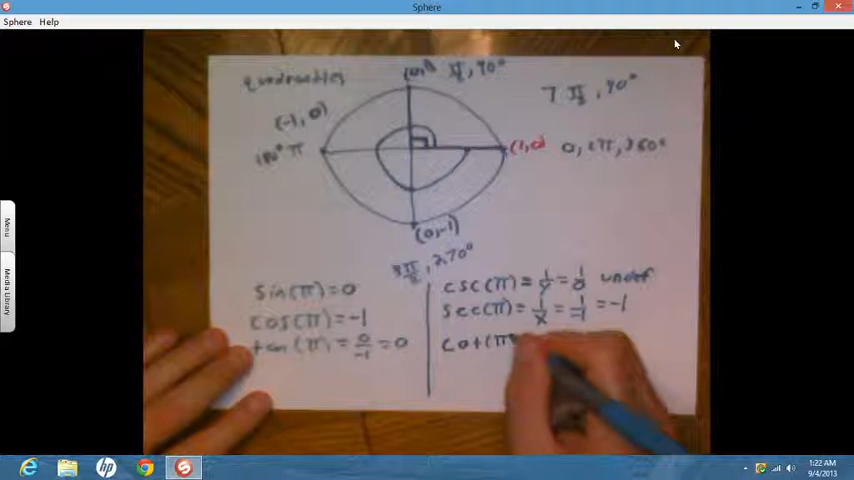 Sphere
Sphere Help
quadrantles
π/2, 90°
(-1, 0)
180° π
(1, 0)
0, 2π, 360°
(0, -1)
3π/2, 270°
sin(π) = 0
cos(π) = -1
tan(π) = 0/-1 = 0
csc(π) = 1/y = 1/0 undef
sec(π) = 1/x = 1/-1 = -1
cot(π
Menu
Media Library
1:22 AM
9/4/2013